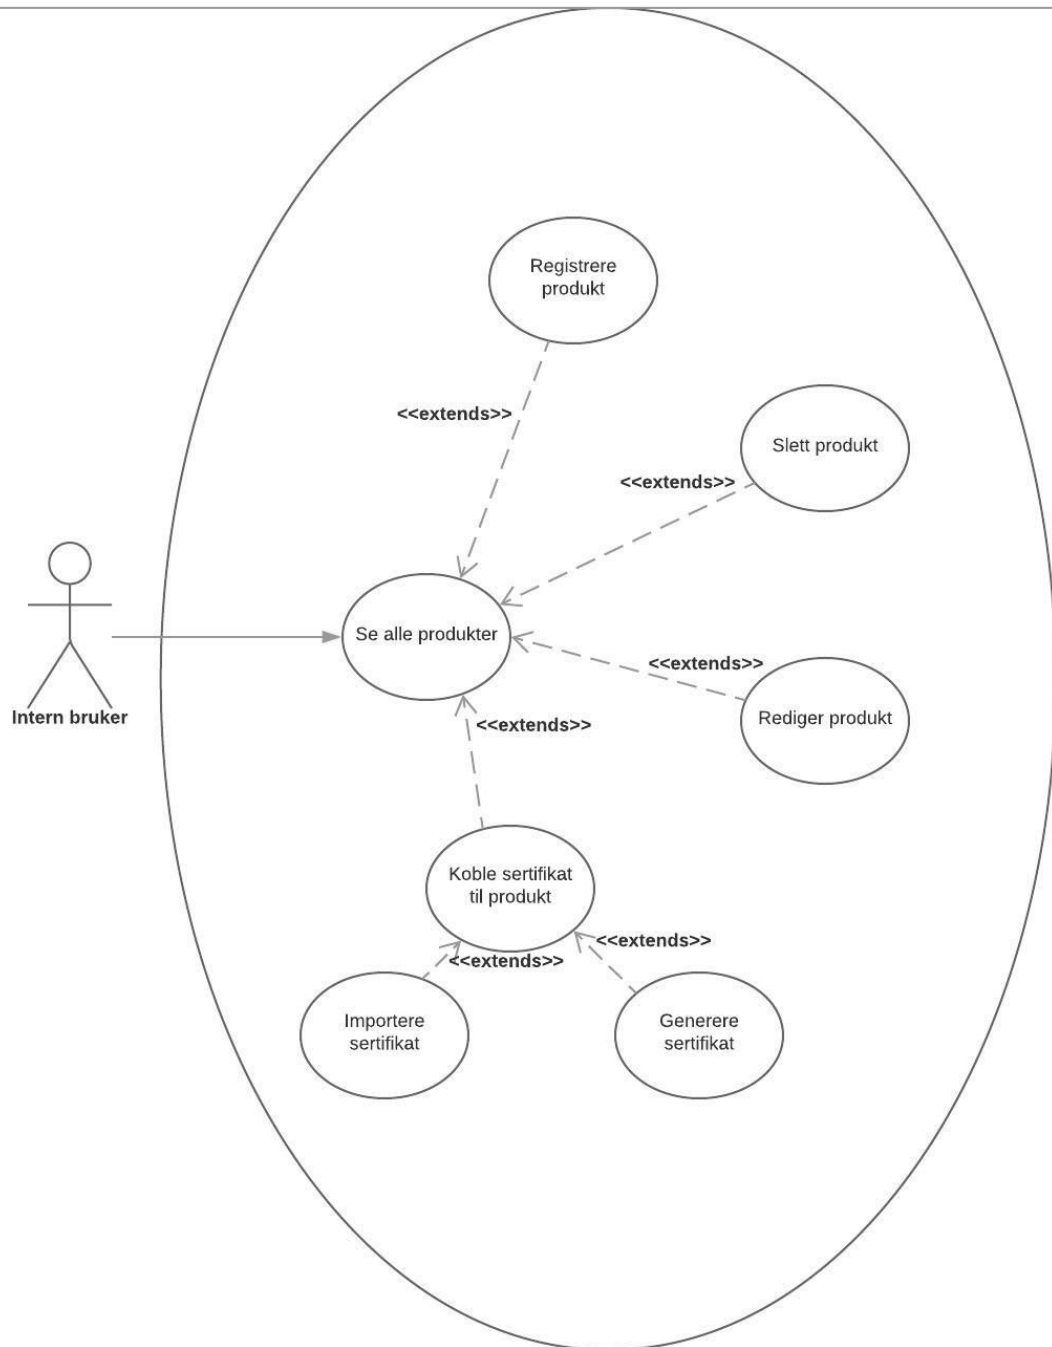 Registrere
produkt
<<extends>>
Slett produkt
<<extends>>
Se alle produkter
<<extends>>
Intern bruker
Rediger produkt
<<extends>>
Koble sertifikat
til produkt
<<extends>>
<<extends>>
Importere
sertifikat
Generere
sertifikat